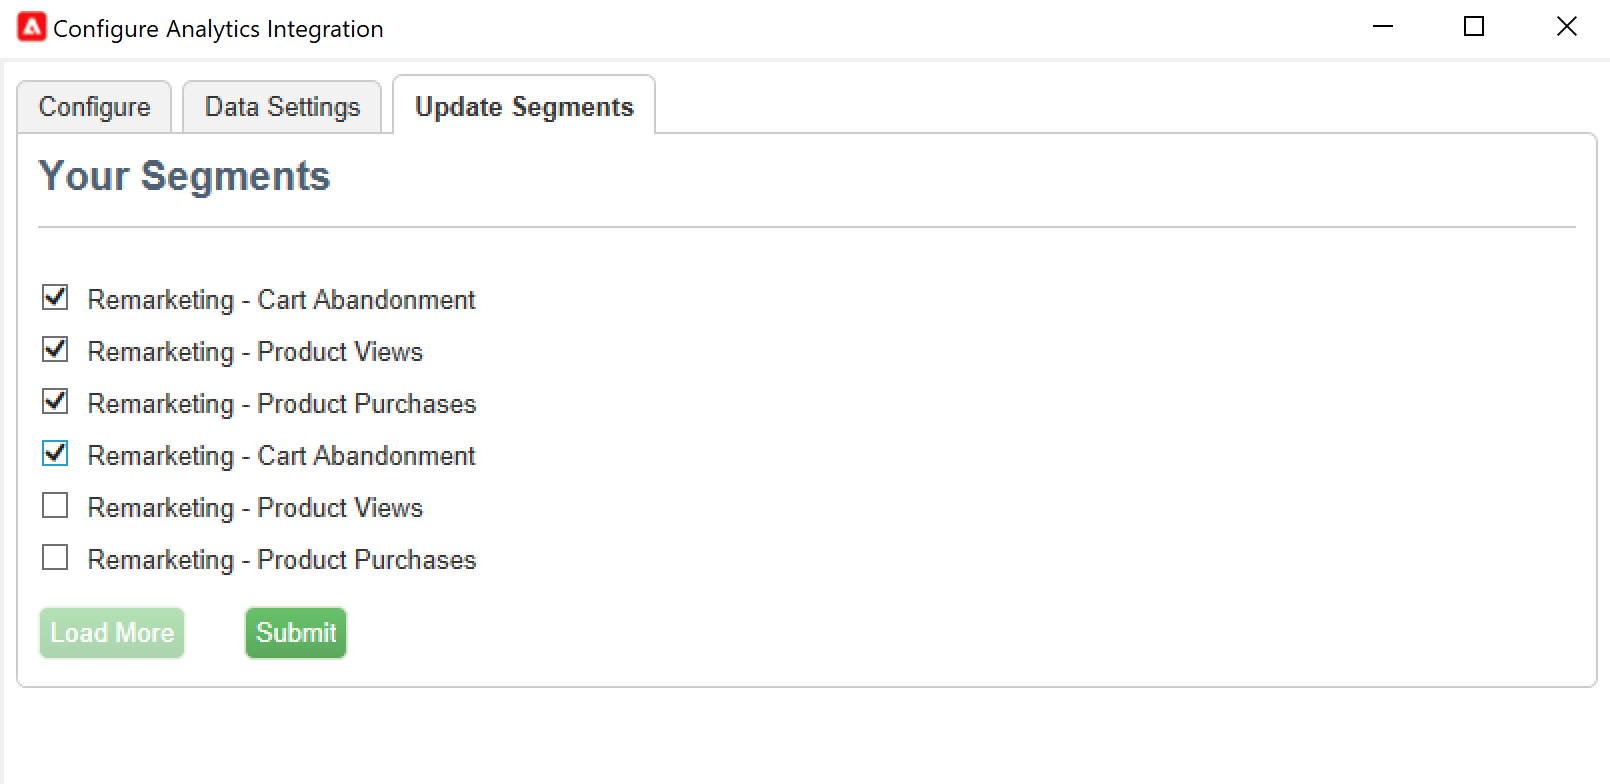 Configure Analytics Integration
Configure Data Settings Update Segments
Your Segments
Remarketing - Cart Abandonment
Remarketing - Product Views
Remarketing - Product Purchases
Remarketing - Cart Abandonment
Remarketing - Product Views
Remarketing - Product Purchases
Load More Submit